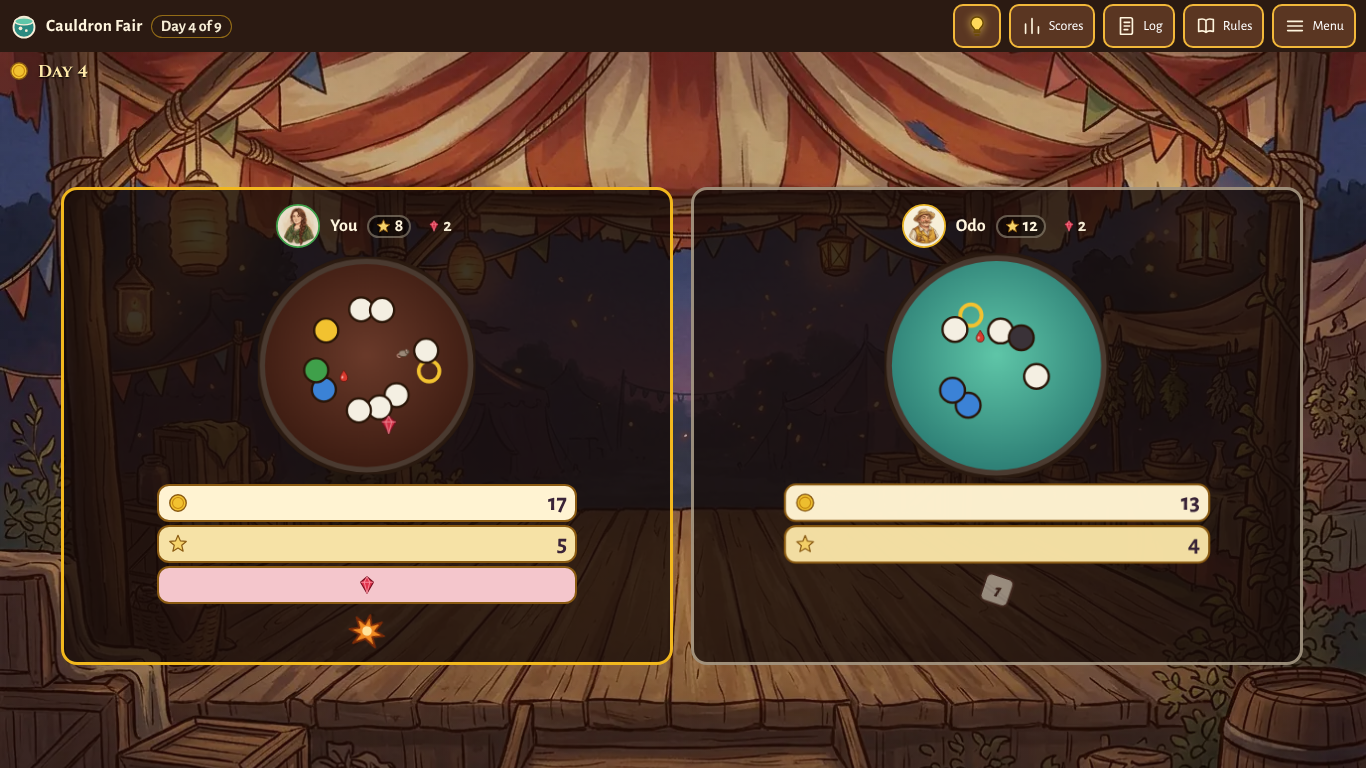 Cauldron Fair
Day 4 of 9
Scores
Log
Rules
Menu
DAY 4
You
8
2
17
5
Odo
12
2
13
4
1